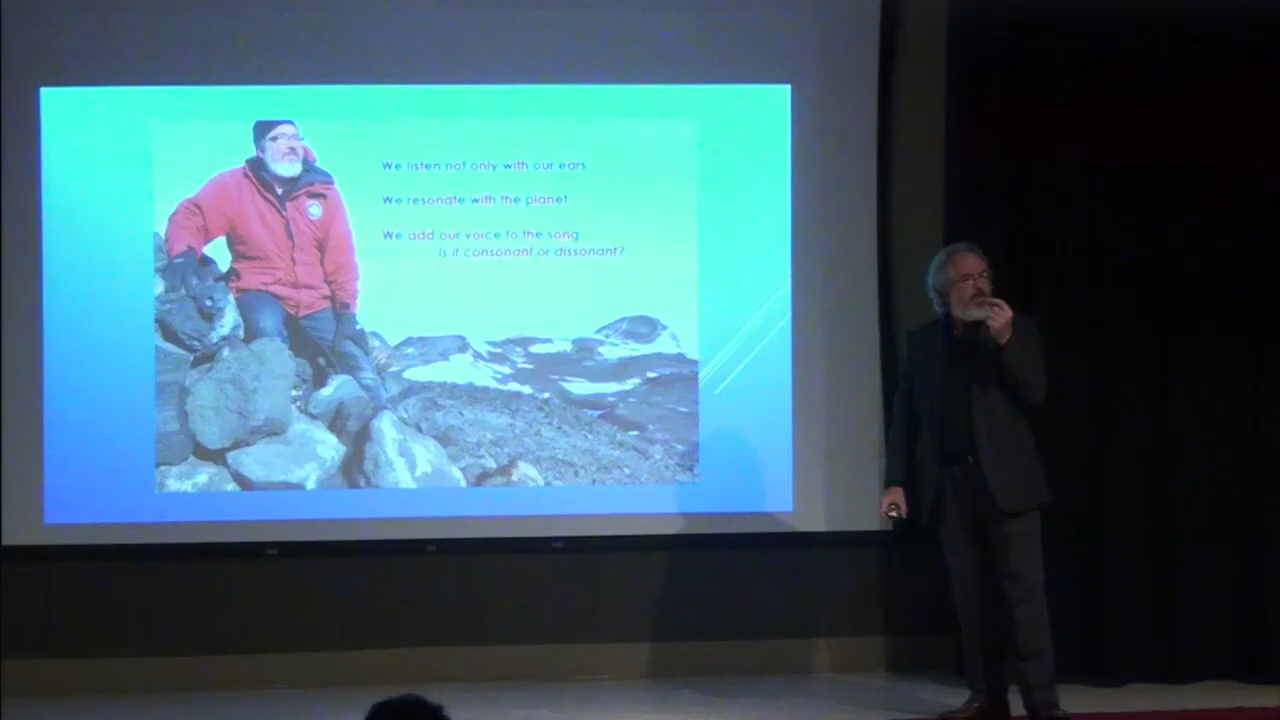 We listen not only with our ears
We resonate with the planet
We add our voice to the song
Is it consonant or dissonant?